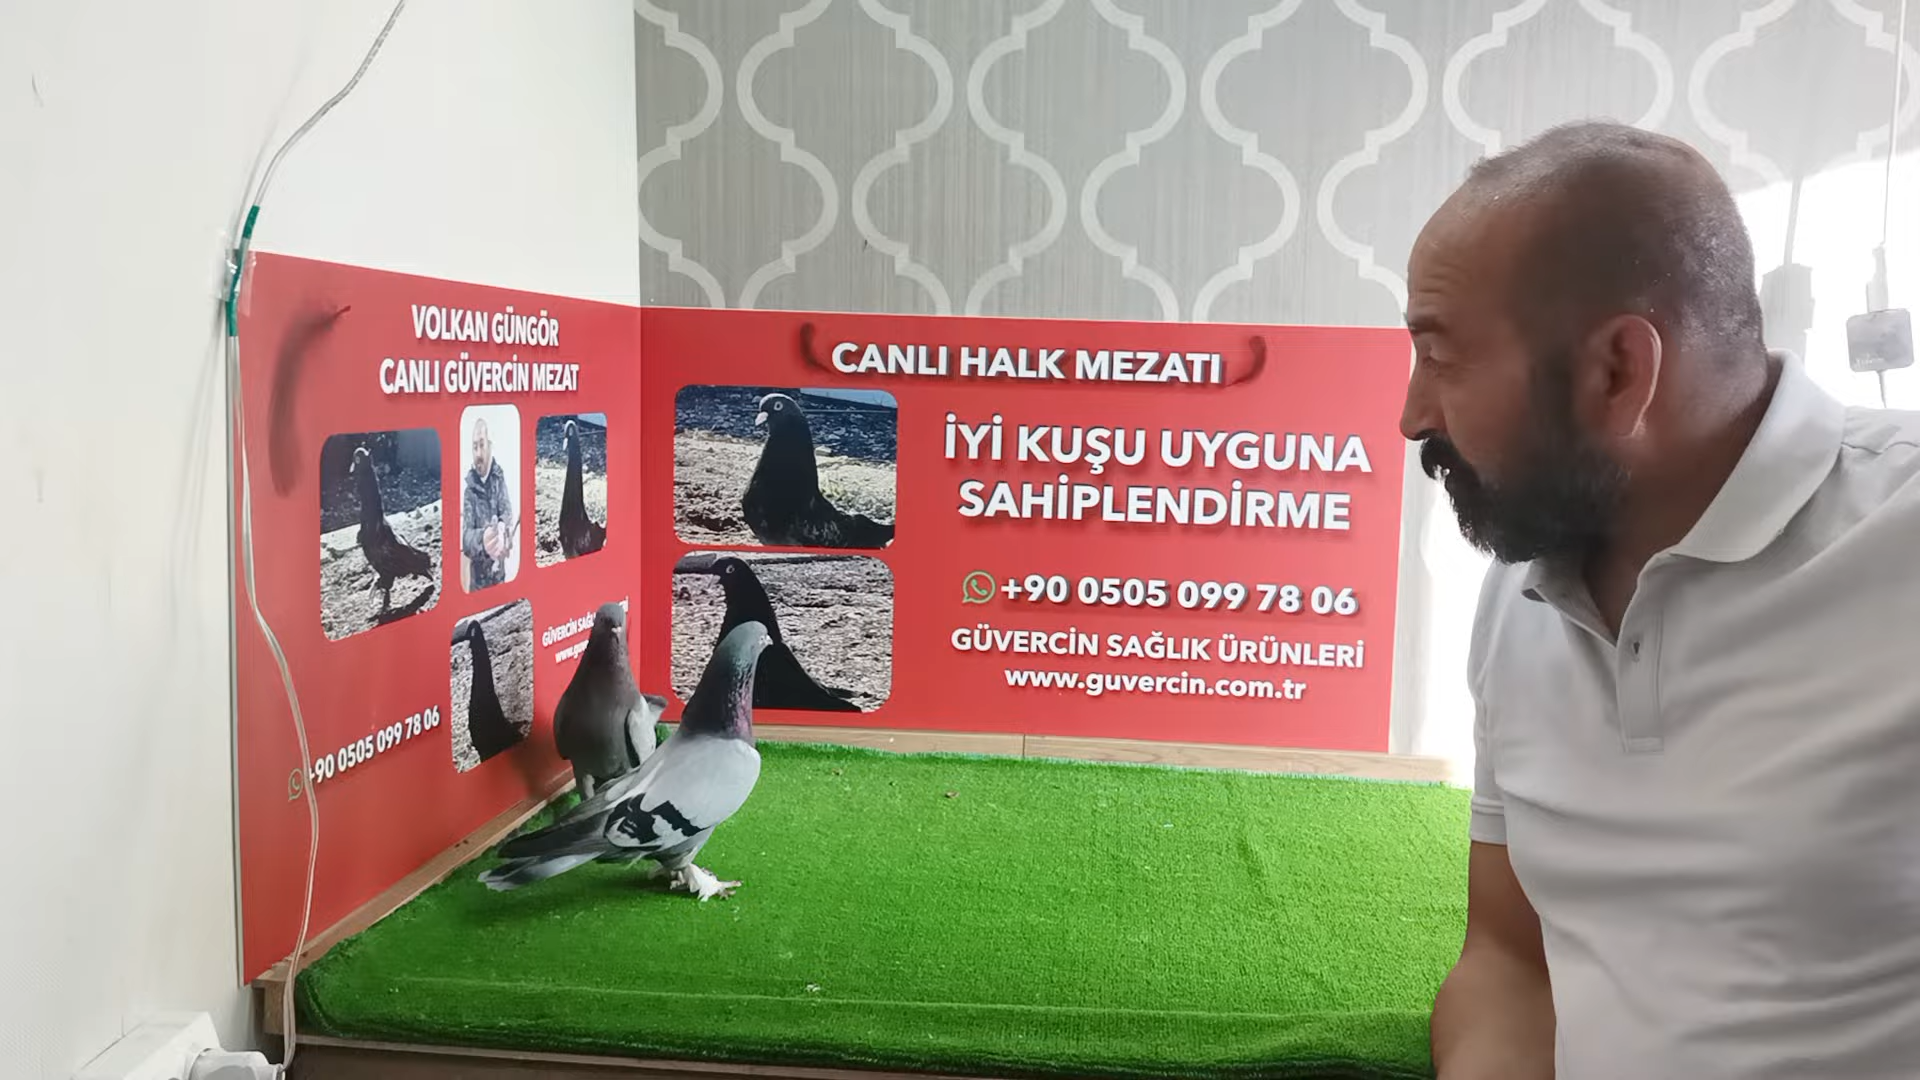 VOLKAN GÜNGÖR
CANLI GÜVERCİN MEZAT
GÜVERCİN
+90 0505 099 78 06
CANLI HALK MEZATI
İYİ KUŞU UYGUNA
SAHİPLENDİRME
+90 0505 099 78 06
GÜVERCİN SAĞLIK ÜRÜNLERİ
www.guvercin.com.tr